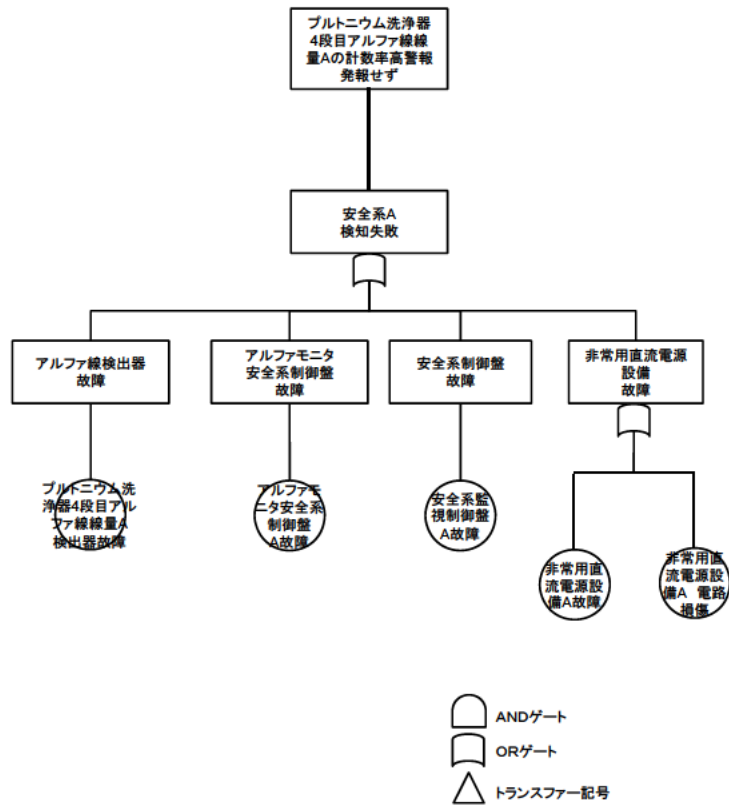 プルトニウム洗浄器
4段目アルファ線線
量Aの計数率高警報
発報せず
安全系A
検知失敗
アルファ線検出器
故障
アルファモニタ
安全系制御盤
故障
安全系制御盤
故障
非常用直流電源
設備
故障
プルトニウム洗
浄器4段目アル
ファ線線量A
検出器故障
アルファモ
ニタ安全系
制御盤
A故障
安全系監
視制御盤
A故障
非常用直
流電源設
備A故障
非常用直
流電源設
備A 電路
損傷
ANDゲート
ORゲート
トランスファー記号